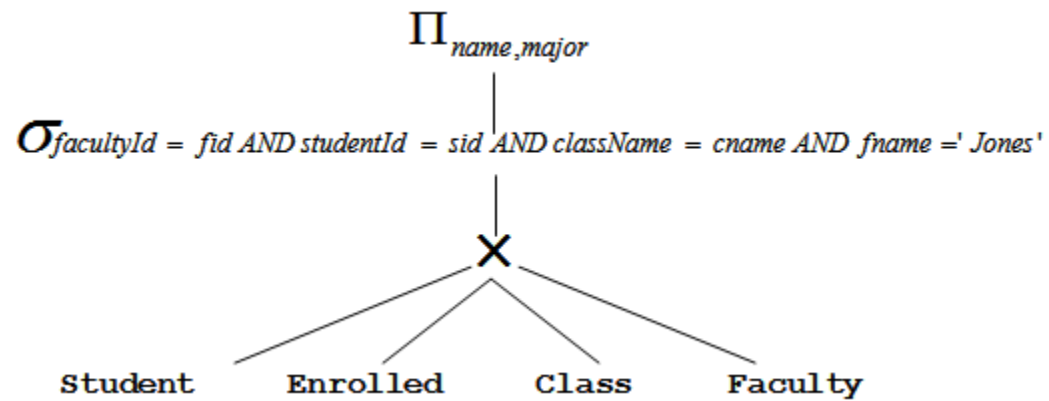 Π name,major
σ facultyId = fid AND studentId = sid AND className = cname AND fname =' Jones'
×
Student Enrolled Class Faculty